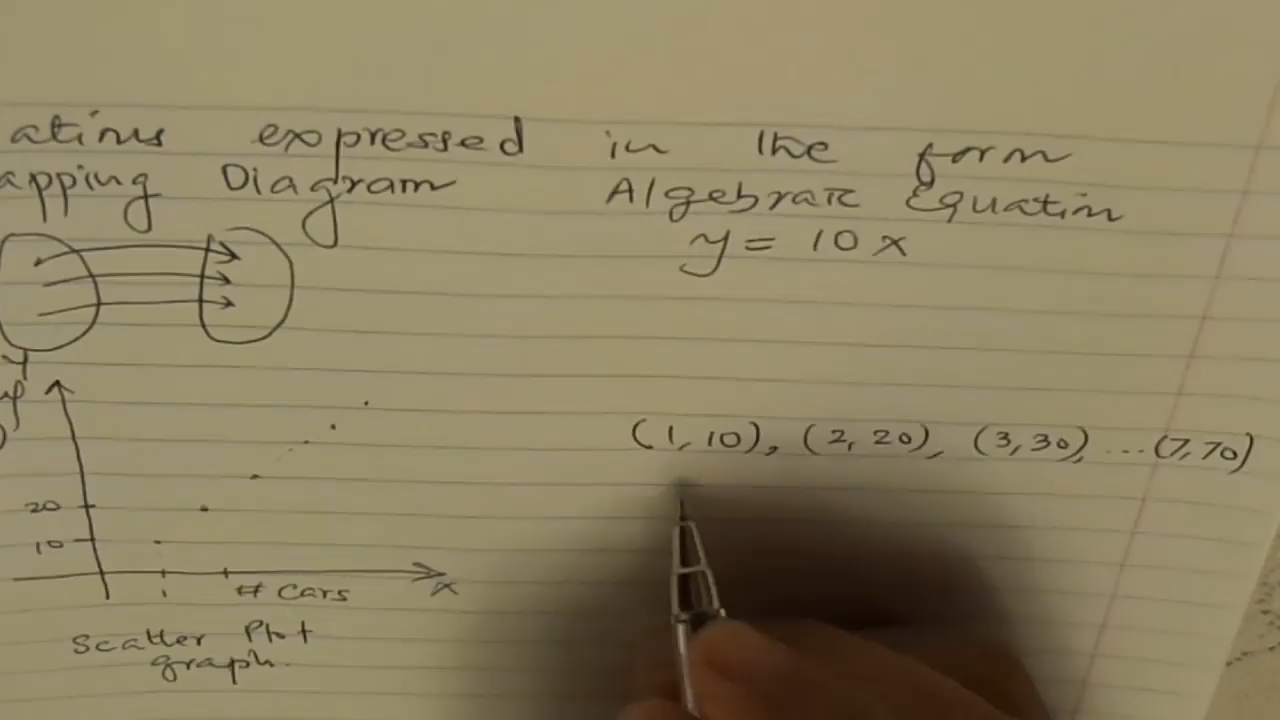 atins expressed in the form
apping Diagram
Algebraic Equatin
y = 10x
Y
(1, 10), (2, 20), (3, 30), ...(7, 70)
20
10
1
# Cars
x
Scatter Plot
graph.